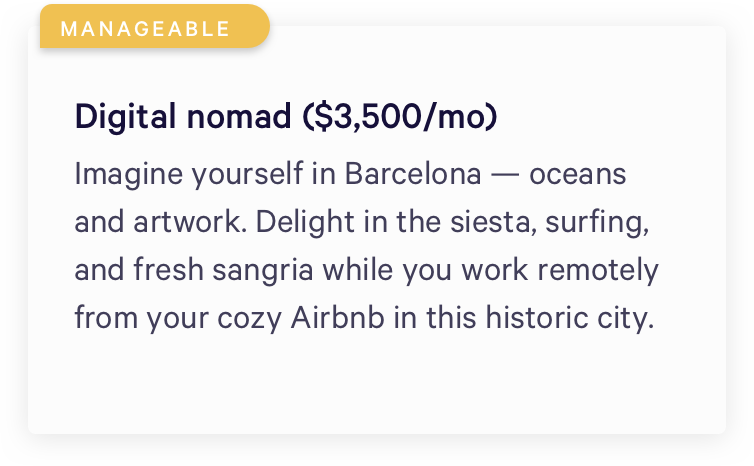 MANAGEABLE
Digital nomad ($3,500/mo)
Imagine yourself in Barcelona — oceans
and artwork. Delight in the siesta, surfing,
and fresh sangria while you work remotely
from your cozy Airbnb in this historic city.